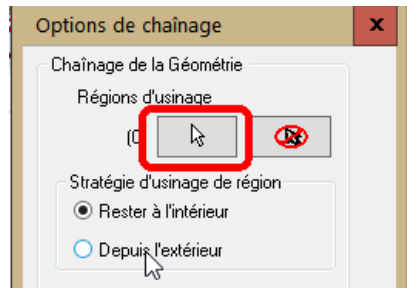 Options de chaînage
x
Chaînage de la Géométrie
Régions d'usinage
(0
Stratégie d'usinage de région
Rester à l'intérieur
Depuis l'extérieur